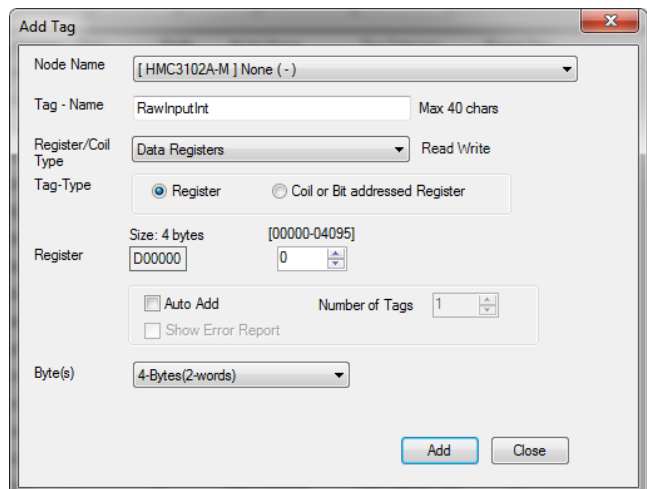 Add Tag
Node Name
[ HMC3102A-M ] None ( - )
Tag - Name
RawInputInt
Max 40 chars
Register/Coil
Type
Data Registers
Read Write
Tag-Type
Register
Coil or Bit addressed Register
Size: 4 bytes
[00000-04095]
Register
D00000
0
Auto Add
Number of Tags
1
Show Error Report
Byte(s)
4-Bytes(2-words)
Add
Close